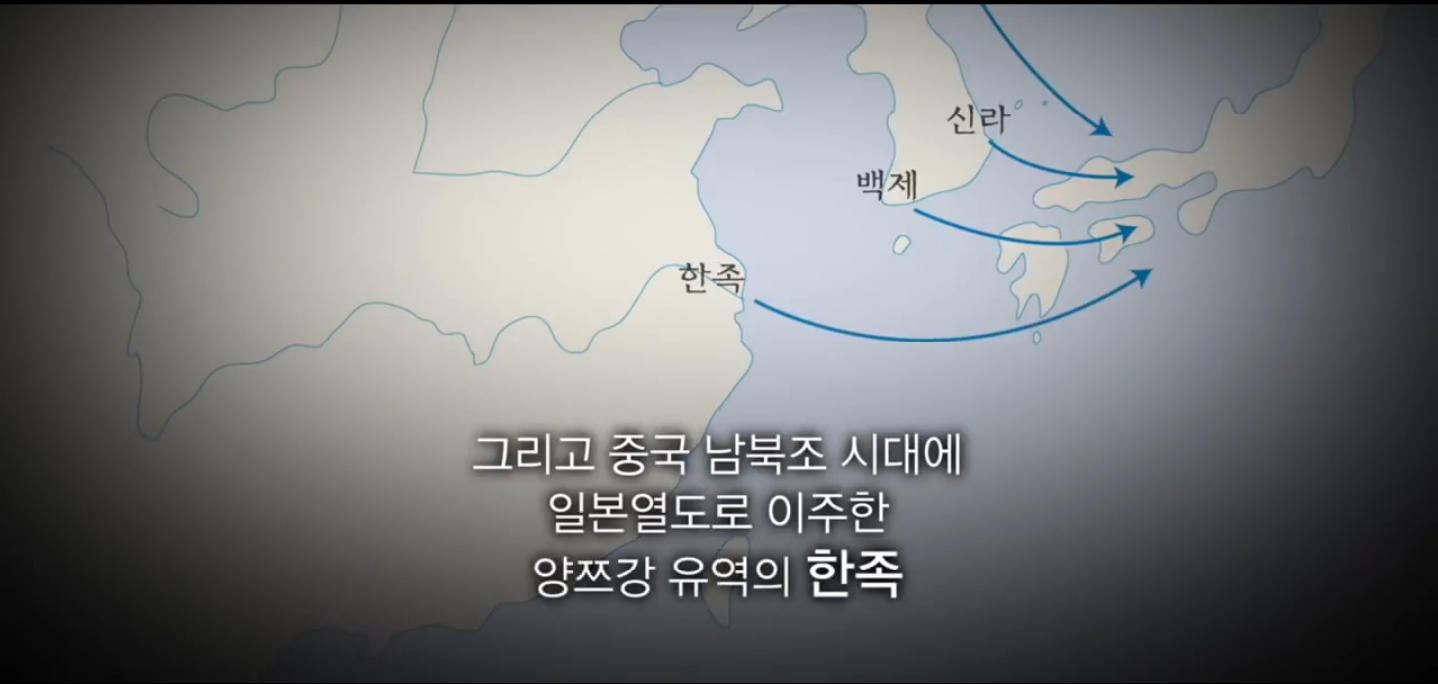 신라
백제
한족
그리고 중국 남북조 시대에
일본열도로 이주한
양쯔강 유역의 한족